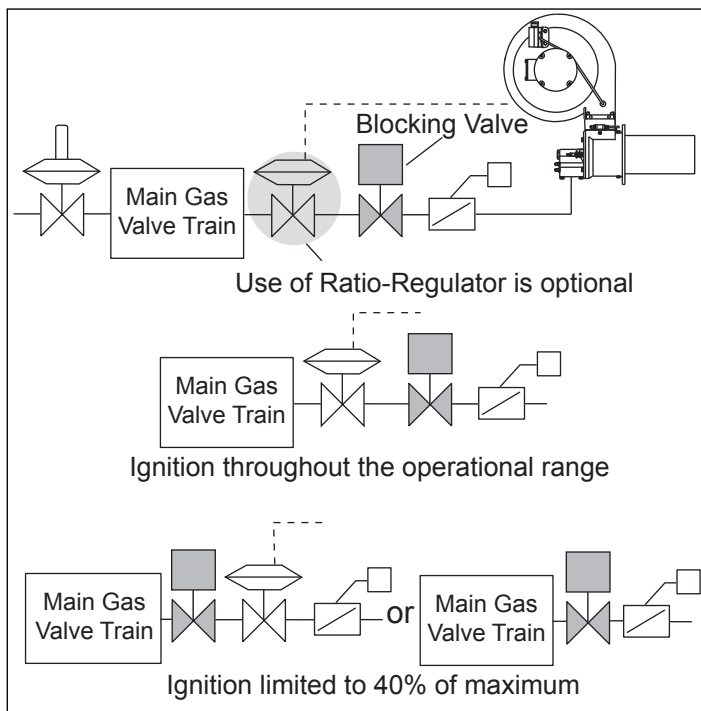 Blocking Valve
Main Gas
Valve Train
Use of Ratio-Regulator is optional
Main Gas
Valve Train
Ignition throughout the operational range
Main Gas
Valve Train
or
Main Gas
Valve Train
Ignition limited to 40% of maximum